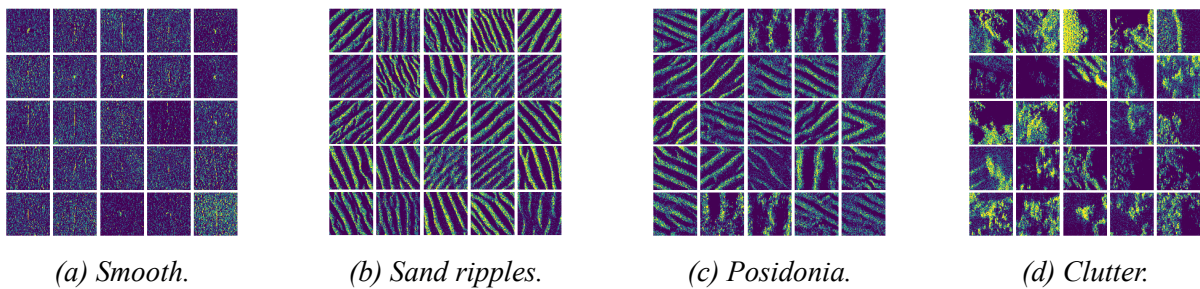 (a) Smooth.
(b) Sand ripples.
(c) Posidonia.
(d) Clutter.